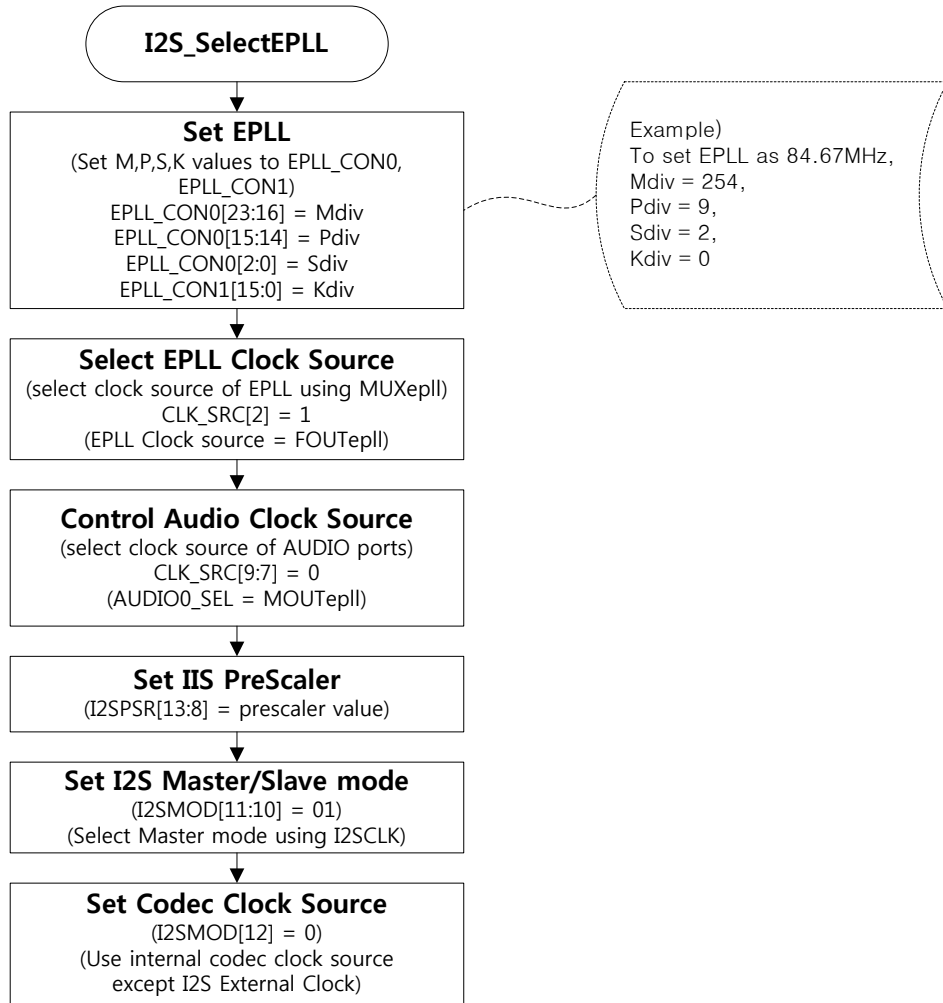 I2S_SelectEPLL
Set EPLL
(Set M,P,S,K values to EPLL_CON0,
EPLL_CON1)
EPLL_CON0[23:16] = Mdiv
EPLL_CON0[15:14] = Pdiv
EPLL_CON0[2:0] = Sdiv
EPLL_CON1[15:0] = Kdiv
Example)
To set EPLL as 84.67MHz,
Mdiv = 254,
Pdiv = 9,
Sdiv = 2,
Kdiv = 0
Select EPLL Clock Source
(select clock source of EPLL using MUXepll)
CLK_SRC[2] = 1
(EPLL Clock source = FOUTepll)
Control Audio Clock Source
(select clock source of AUDIO ports)
CLK_SRC[9:7] = 0
(AUDIO0_SEL = MOUTepll)
Set IIS PreScaler
(I2SPSR[13:8] = prescaler value)
Set I2S Master/Slave mode
(I2SMOD[11:10] = 01)
(Select Master mode using I2SCLK)
Set Codec Clock Source
(I2SMOD[12] = 0)
(Use internal codec clock source
except I2S External Clock)